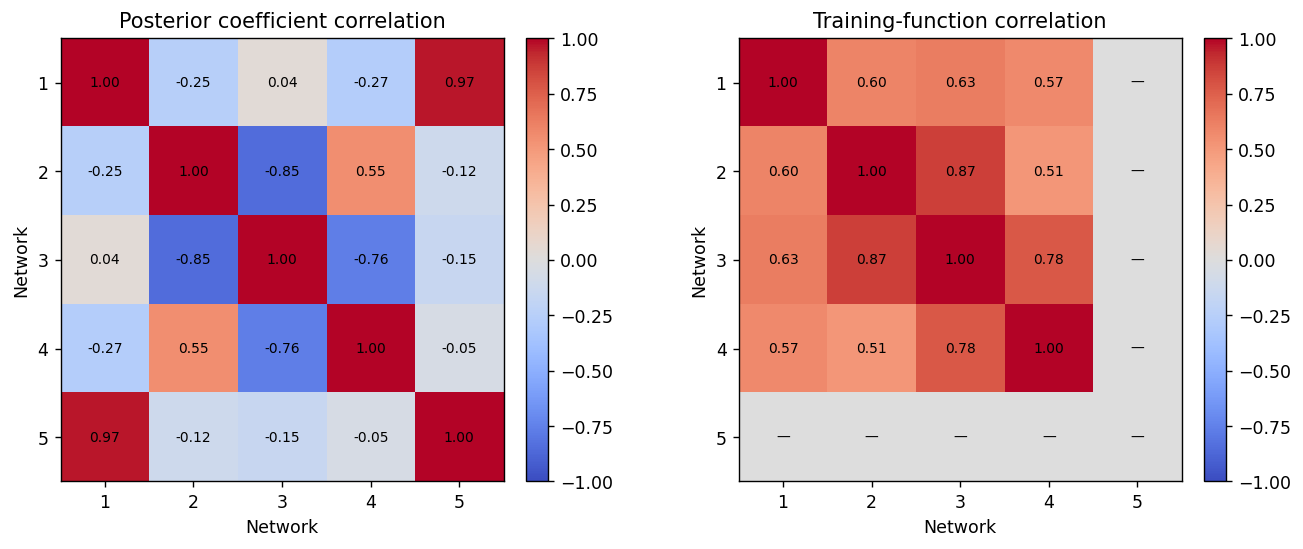 Posterior coefficient correlation
Network
1 1.00 -0.25 0.04 -0.27 0.97
2 -0.25 1.00 -0.85 0.55 -0.12
3 0.04 -0.85 1.00 -0.76 -0.15
4 -0.27 0.55 -0.76 1.00 -0.05
5 0.97 -0.12 -0.15 -0.05 1.00
1 2 3 4 5
Network
1.00
0.75
0.50
0.25
0.00
−0.25
−0.50
−0.75
−1.00
Training-function correlation
Network
1 1.00 0.60 0.63 0.57 —
2 0.60 1.00 0.87 0.51 —
3 0.63 0.87 1.00 0.78 —
4 0.57 0.51 0.78 1.00 —
5 — — — — —
1 2 3 4 5
Network
1.00
0.75
0.50
0.25
0.00
−0.25
−0.50
−0.75
−1.00